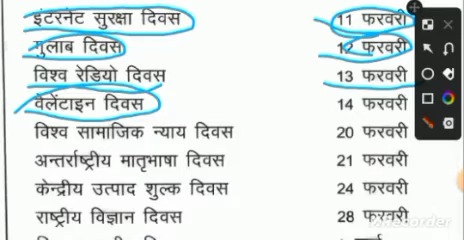 इंटरनेट सुरक्षा दिवस 11 फरवरी
गुलाब दिवस 12 फरवरी
विश्व रेडियो दिवस 13 फरवरी
वेलेंटाइन दिवस 14 फरवरी
विश्व सामाजिक न्याय दिवस 20 फरवरी
अन्तर्राष्ट्रीय मातृभाषा दिवस 21 फरवरी
केन्द्रीय उत्पाद शुल्क दिवस 24 फरवरी
राष्ट्रीय विज्ञान दिवस 28 फरवरी